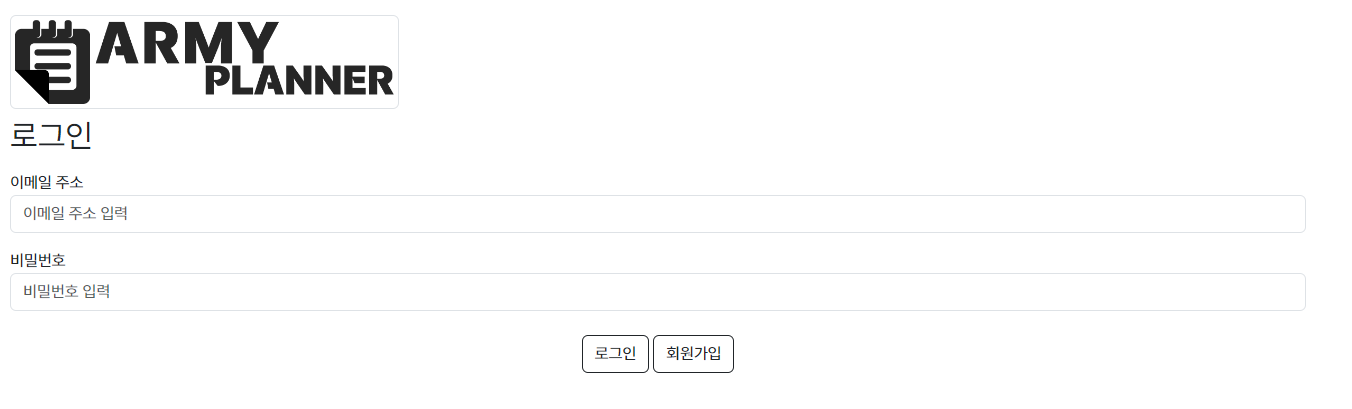 ARMY
PLANNER
로그인
이메일 주소
이메일 주소 입력
비밀번호
비밀번호 입력
로그인 회원가입